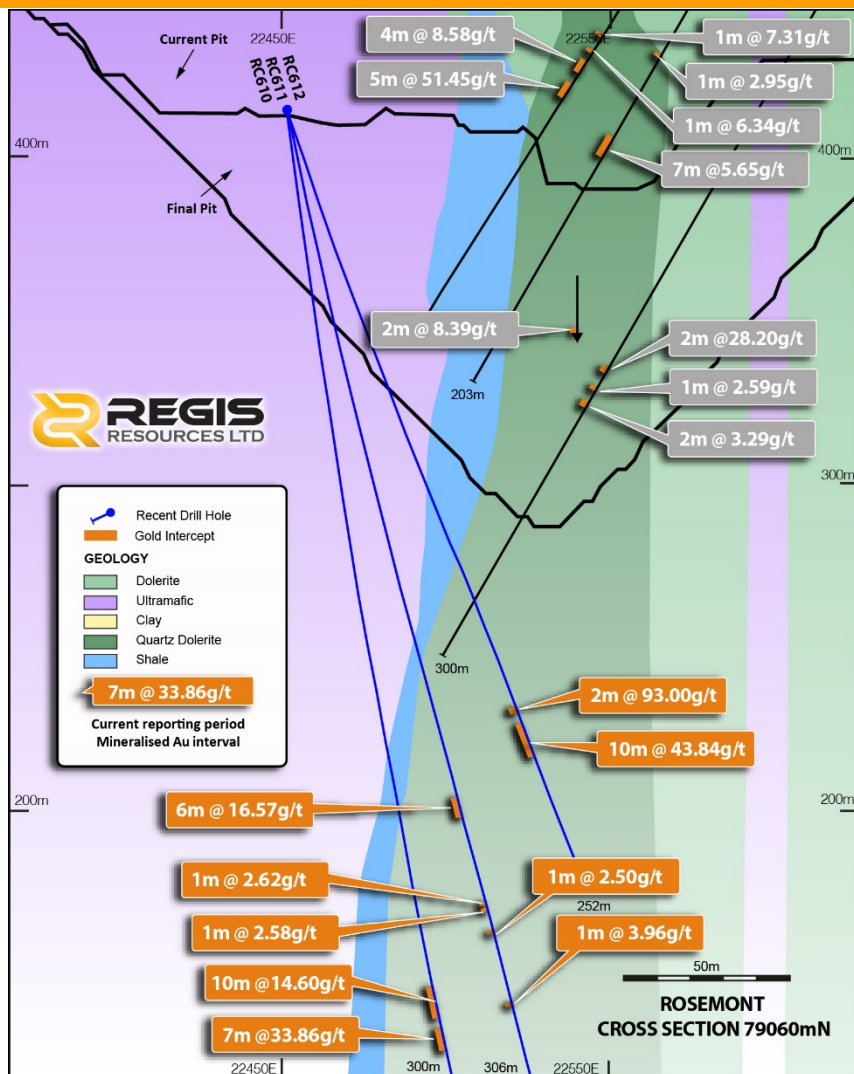 Current Pit
22450E
22550E
4m @ 8.58g/t
1m @ 7.31g/t
5m @ 51.45g/t
1m @ 2.95g/t
RC612
RC611
RC610
1m @ 6.34g/t
400m
400m
7m @5.65g/t
Final Pit
2m @ 8.39g/t
2m @28.20g/t
1m @ 2.59g/t
203m
REGIS
RESOURCES LTD
2m @ 3.29g/t
300m
Recent Drill Hole
Gold Intercept
GEOLOGY
Dolerite
Ultramafic
Clay
Quartz Dolerite
Shale
7m @ 33.86g/t
Current reporting period
Mineralised Au interval
300m
2m @ 93.00g/t
10m @ 43.84g/t
6m @ 16.57g/t
200m
200m
1m @ 2.62g/t
1m @ 2.50g/t
252m
1m @ 2.58g/t
1m @ 3.96g/t
10m @14.60g/t
50m
ROSEMONT
CROSS SECTION 79060mN
7m @33.86g/t
22450E
300m
306m
22550E